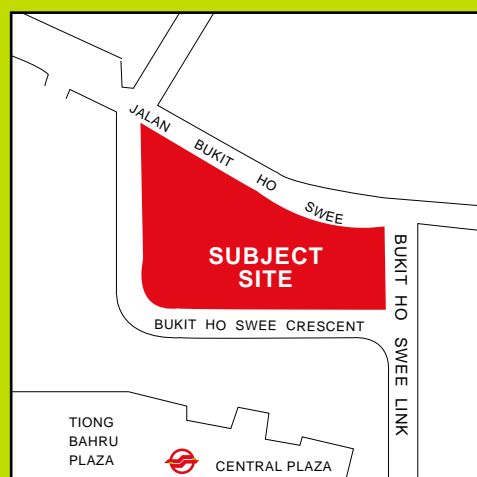 JALAN BUKIT HO SWEE
SUBJECT
SITE
BUKIT HO SWEE LINK
BUKIT HO SWEE CRESCENT
TIONG
BAHRU
PLAZA
CENTRAL PLAZA